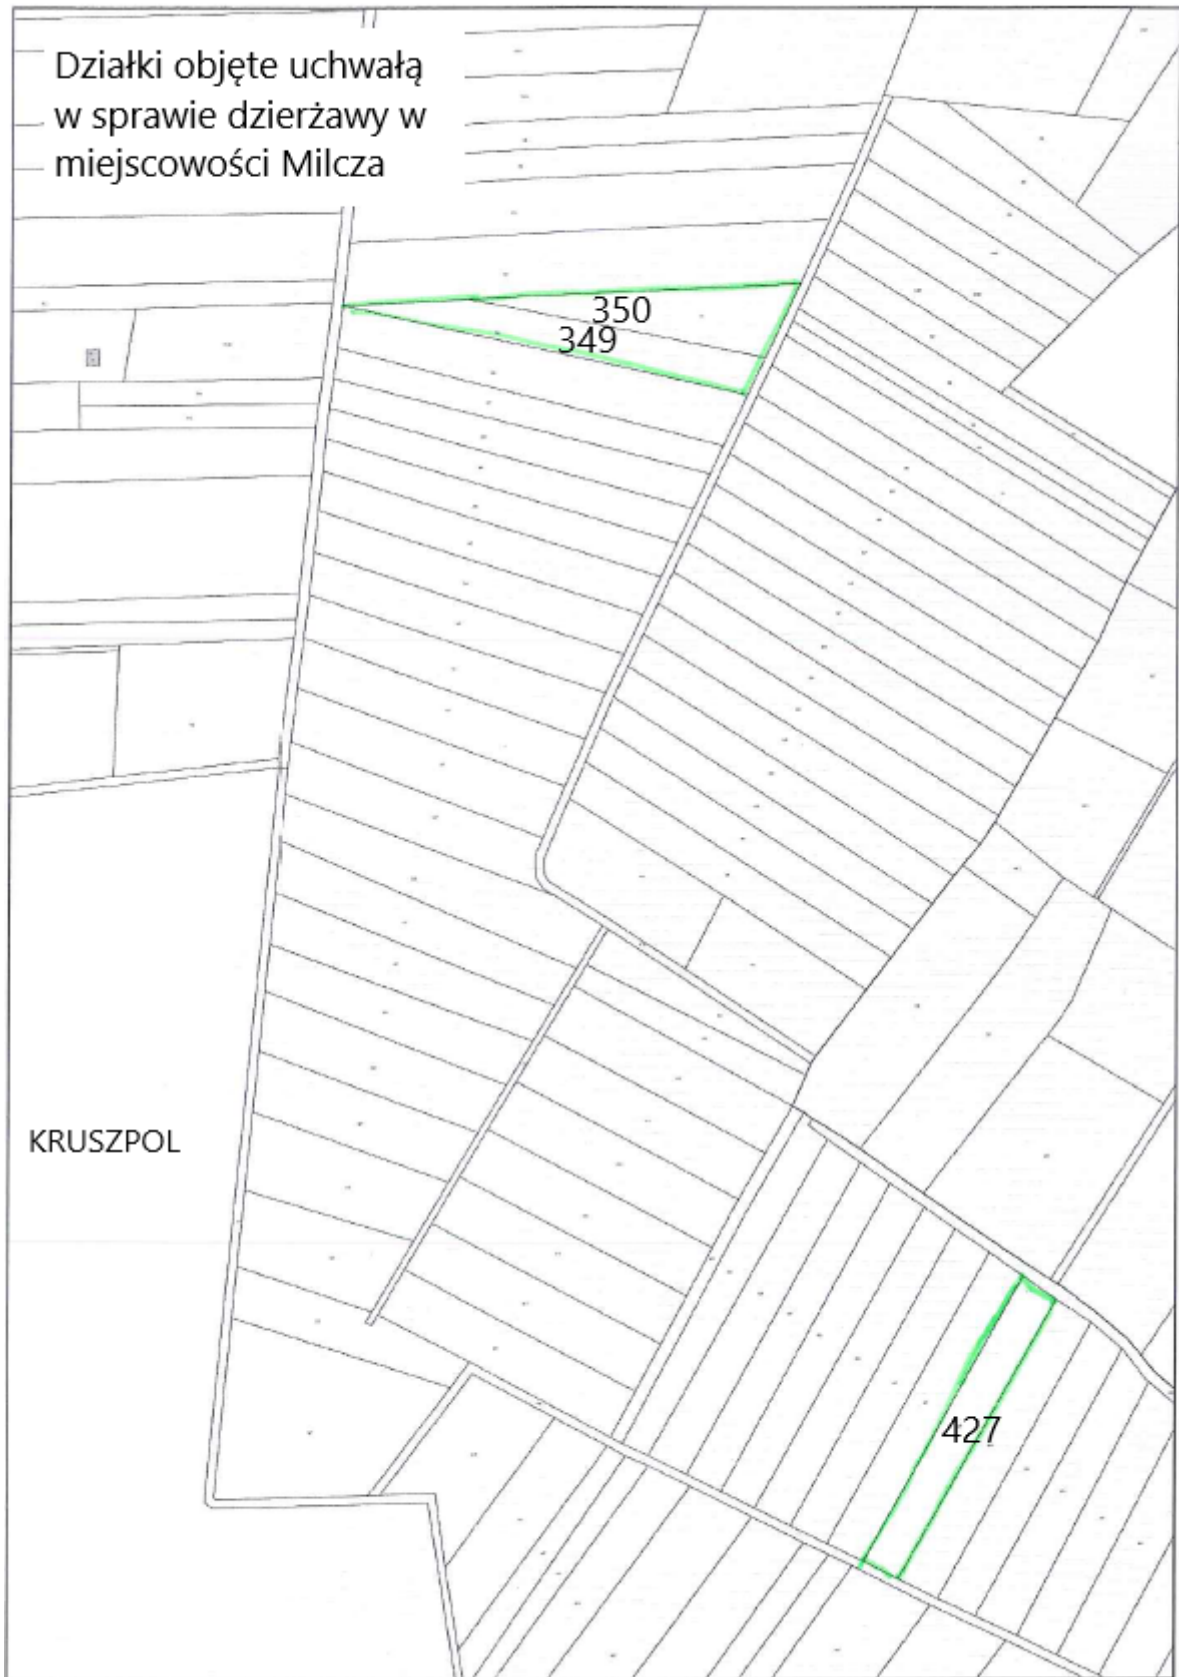 Działki objęte uchwałą
w sprawie dzierżawy w
miejscowości Milcza
350
349
KRUSZPOL
427